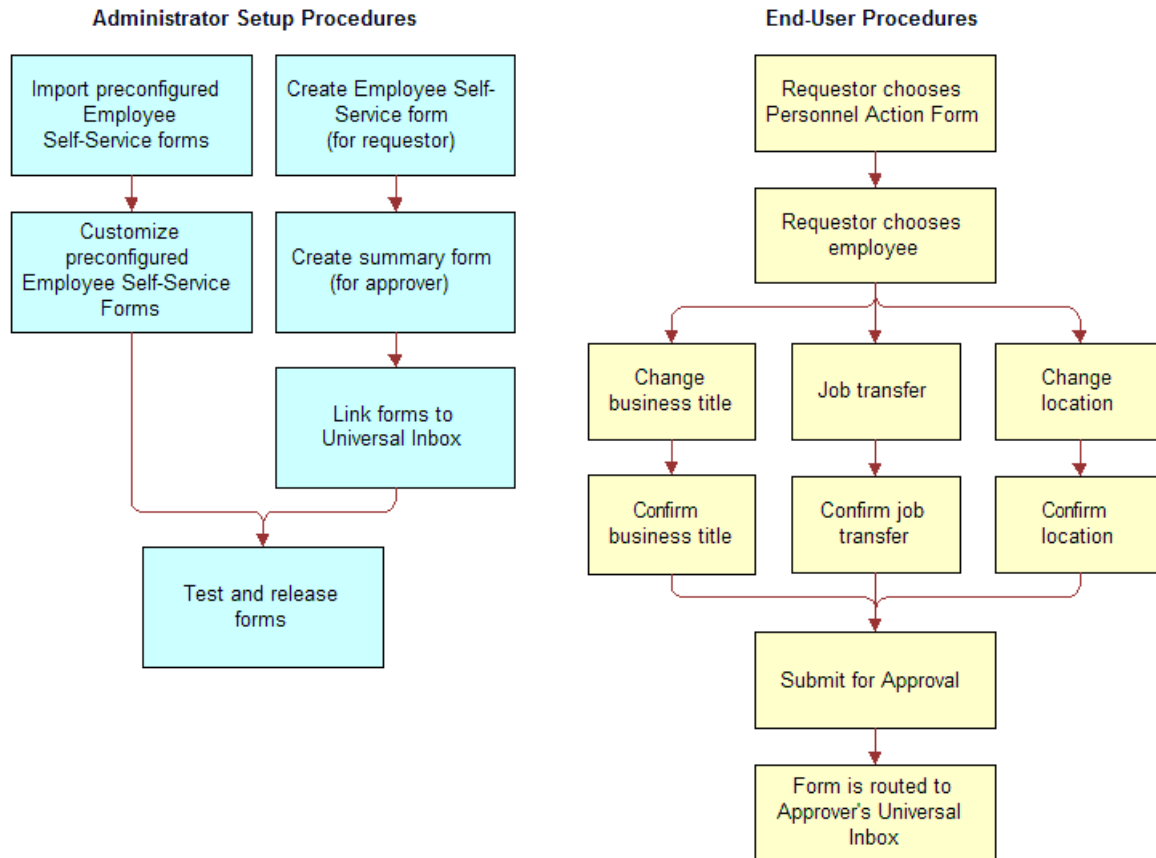 Administrator Setup Procedures
Import preconfigured
Employee
Self-Service forms
Create Employee Self-
Service form
(for requestor)
Customize
preconfigured
Employee Self-Service
Forms
Create summary form
(for approver)
Link forms to
Universal Inbox
Test and release
forms
End-User Procedures
Requestor chooses
Personnel Action Form
Requestor chooses
employee
Change
business title
Job transfer
Change
location
Confirm
business title
Confirm job
transfer
Confirm
location
Submit for Approval
Form is routed to
Approver's Universal
Inbox